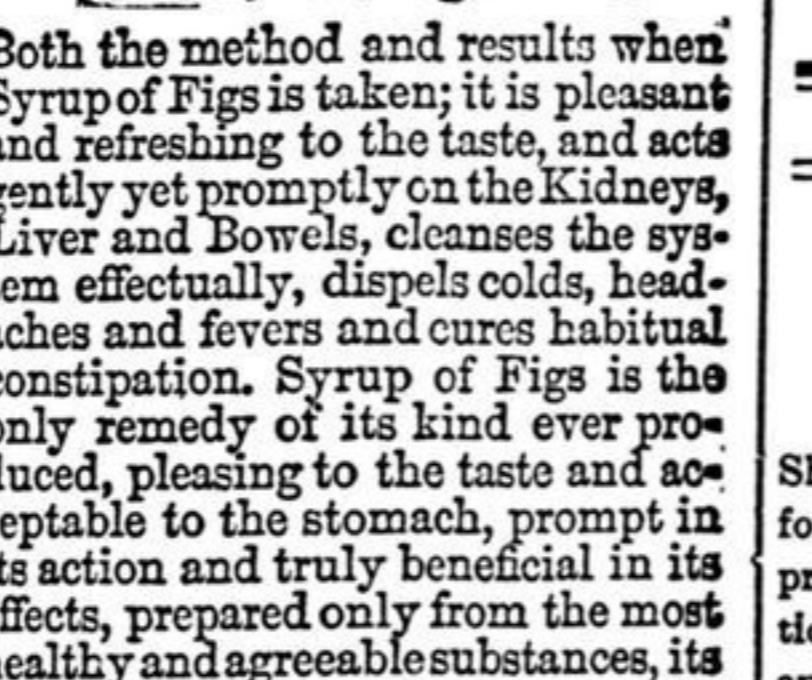 Both the method and results when
Syrup of Figs is taken; it is pleasant
and refreshing to the taste, and acts
gently yet promptly on the Kidneys,
Liver and Bowels, cleanses the sys-
em effectually, dispels colds, head-
aches and fevers and cures habitual
constipation. Syrup of Figs is the
only remedy of its kind ever pro-
duced, pleasing to the taste and ac-
ceptable to the stomach, prompt in
its action and truly beneficial in its
effects, prepared only from the most
healthy and agreeable substances, its